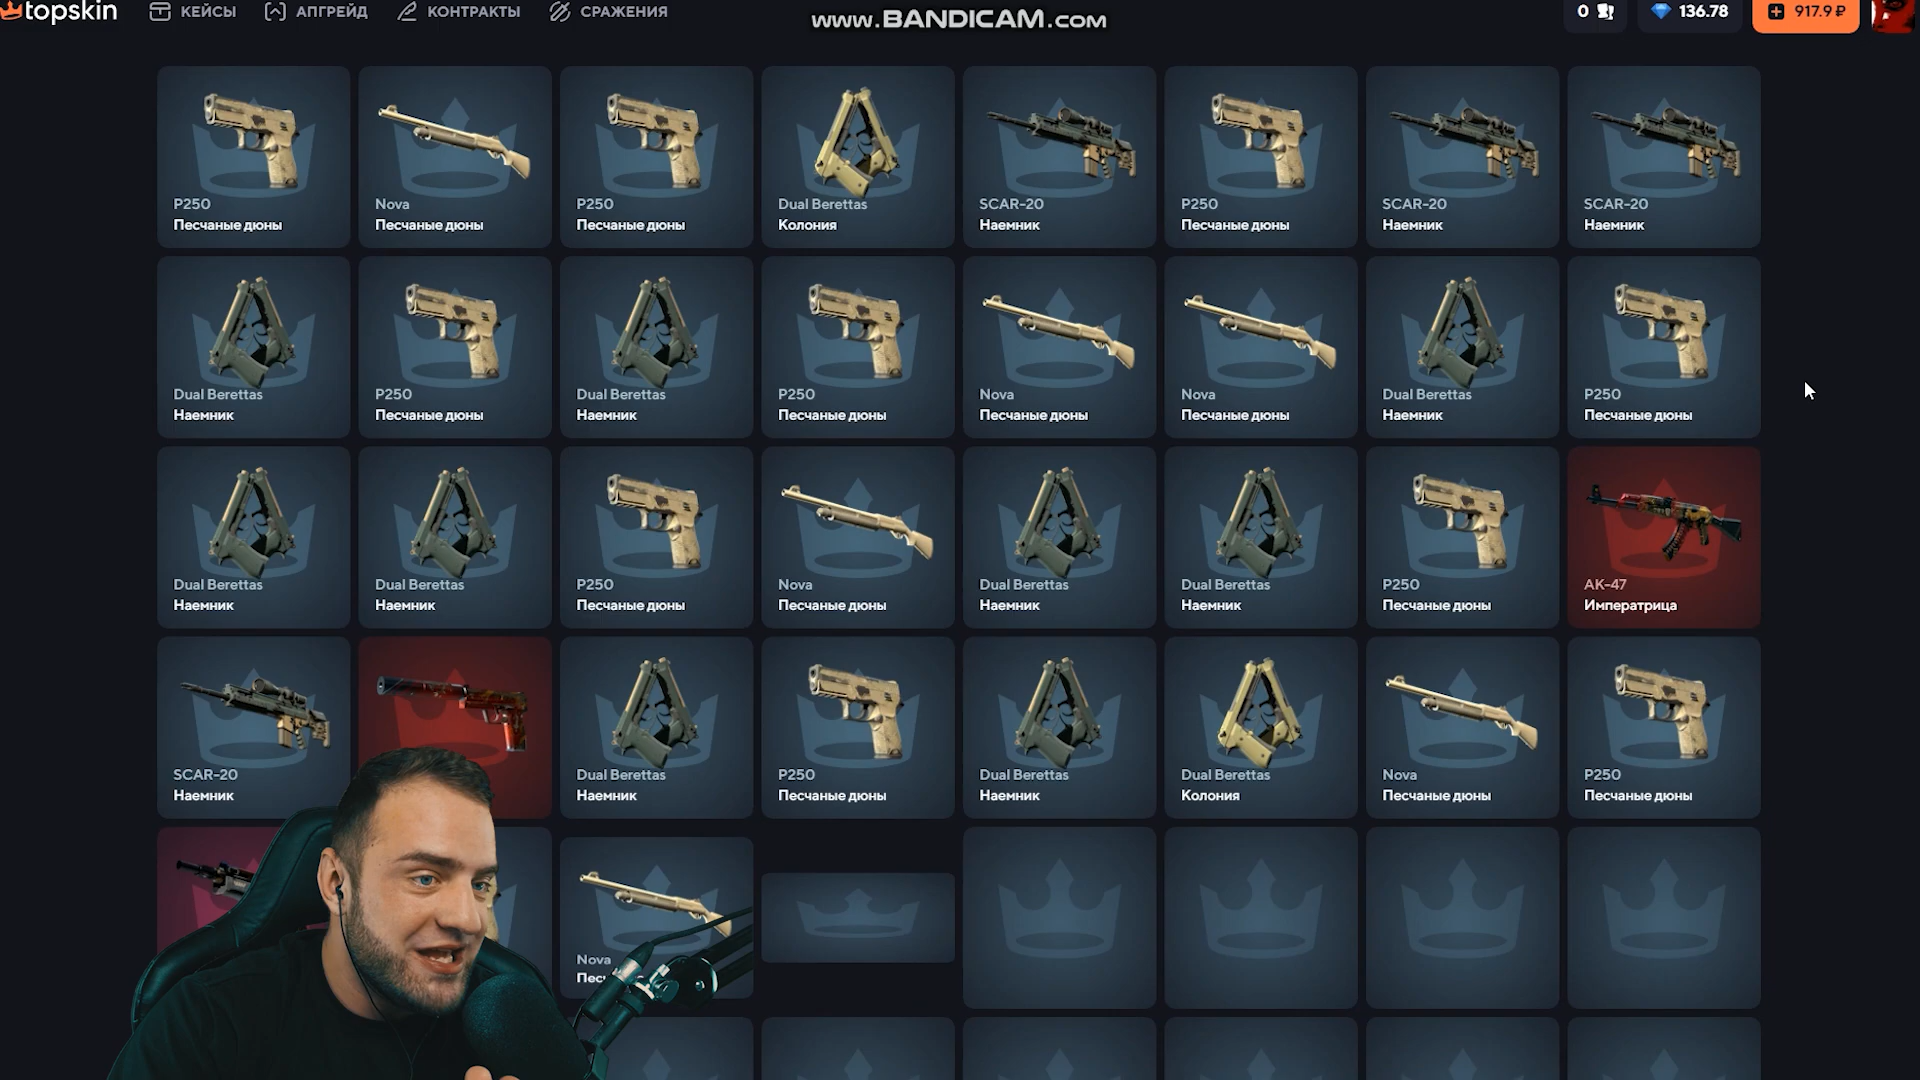 topskin КЕЙСЫ АПГРЕЙД КОНТРАКТЫ СРАЖЕНИЯ www.BANDICAM.com 0 136.78 917.9 ₽
P250 Nova P250 Dual Berettas SCAR-20 P250 SCAR-20 SCAR-20
Песчаные дюны Песчаные дюны Песчаные дюны Колония Наемник Песчаные дюны Наемник Наемник
Dual Berettas P250 Dual Berettas P250 Nova Nova Dual Berettas P250
Наемник Песчаные дюны Наемник Песчаные дюны Песчаные дюны Песчаные дюны Наемник Песчаные дюны
Dual Berettas Dual Berettas P250 Nova Dual Berettas Dual Berettas P250 AK-47
Наемник Наемник Песчаные дюны Песчаные дюны Наемник Наемник Песчаные дюны Императрица
SCAR-20 Dual Berettas P250 Dual Berettas Dual Berettas Nova P250
Наемник Наемник Песчаные дюны Наемник Колония Песчаные дюны Песчаные дюны
Nova